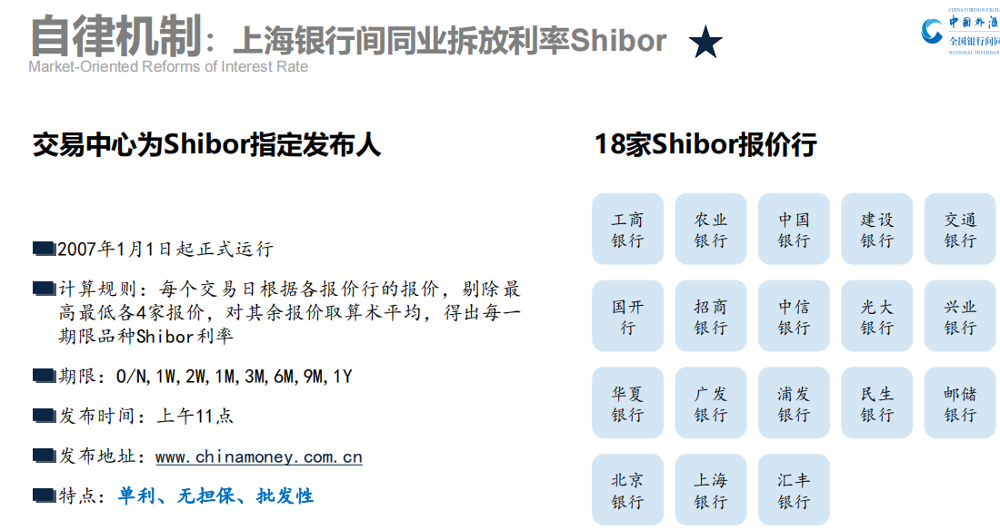 自律机制：上海银行间同业拆放利率Shibor
Market-Oriented Reforms of Interest Rate
CHINA FOREIGN EXCH
中国外汇
全国银行间同
NATIONAL INTERBAN
交易中心为Shibor指定发布人
2007年1月1日起正式运行
计算规则：每个交易日根据各报价行的报价，剔除最
高最低各4家报价，对其余报价取算术平均，得出每一
期限品种Shibor利率
期限：O/N,1W,2W,1M,3M,6M,9M,1Y
发布时间：上午11点
发布地址：www.chinamoney.com.cn
特点：单利、无担保、批发性
18家Shibor报价行
工商
银行
农业
银行
中国
银行
建设
银行
交通
银行
国开
行
招商
银行
中信
银行
光大
银行
兴业
银行
华夏
银行
广发
银行
浦发
银行
民生
银行
邮储
银行
北京
银行
上海
银行
汇丰
银行